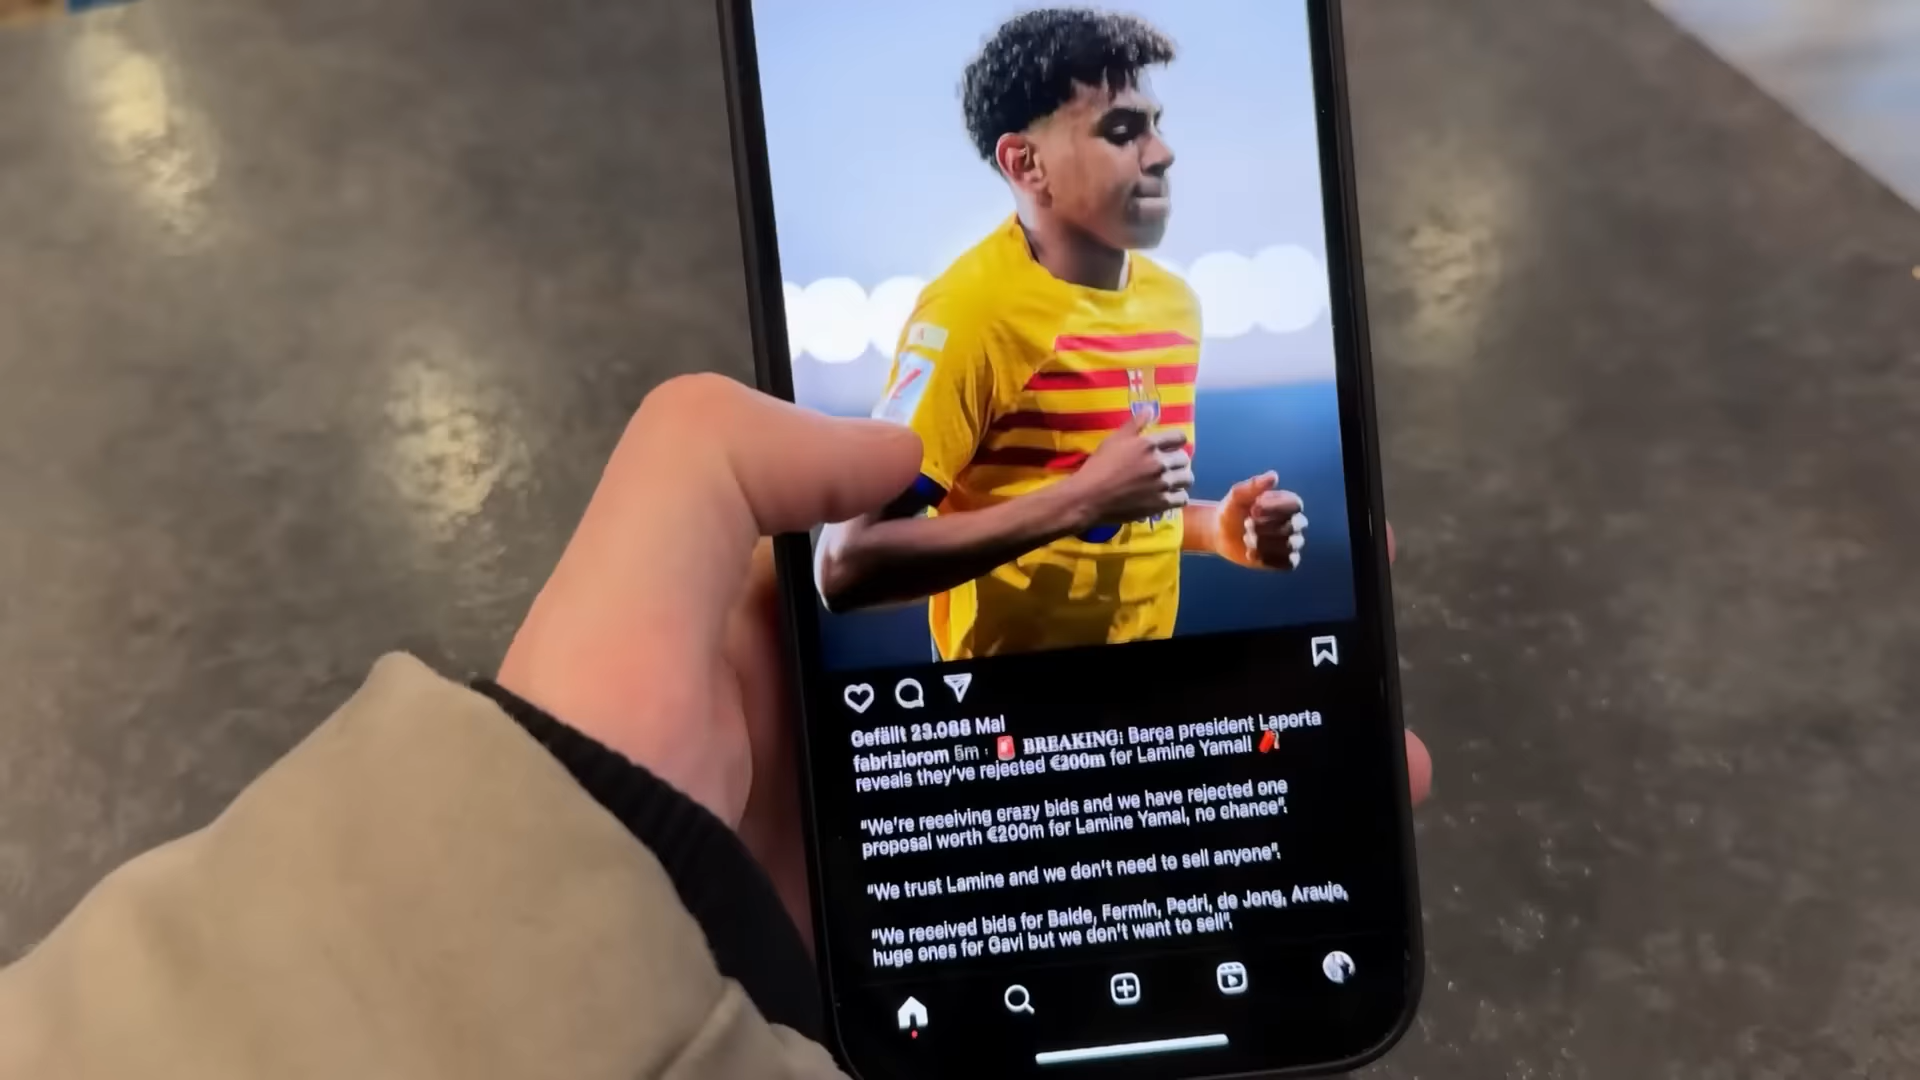 Gefällt 23.088 Mal
fabriziorom 5m · 🚨 BREAKING: Barça president Laporta
reveals they've rejected €200m for Lamine Yamal! 🧨
"We're receiving crazy bids and we have rejected one
proposal worth €200m for Lamine Yamal, no chance".
"We trust Lamine and we don't need to sell anyone".
"We received bids for Balde, Fermín, Pedri, de Jong, Araujo,
huge ones for Gavi but we don't want to sell".